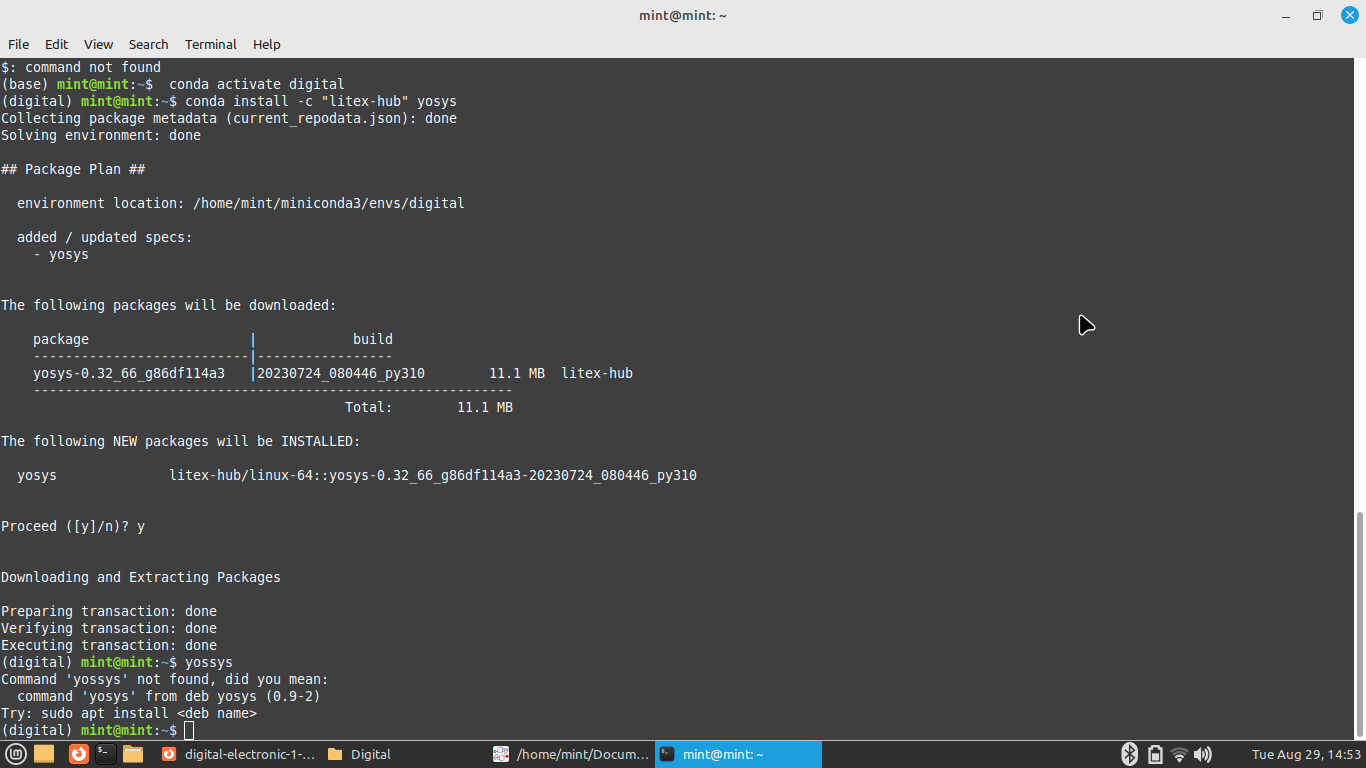 mint@mint: ~
File Edit View Search Terminal Help
$: command not found
(base) mint@mint:~$  conda activate digital
(digital) mint@mint:~$ conda install -c "litex-hub" yosys
Collecting package metadata (current_repodata.json): done
Solving environment: done
## Package Plan ##
  environment location: /home/mint/miniconda3/envs/digital
  added / updated specs:
    - yosys
The following packages will be downloaded:
    package                    |            build
    ---------------------------|-----------------
    yosys-0.32_66_g86df114a3   |20230724_080446_py310        11.1 MB  litex-hub
    ------------------------------------------------------------
                                           Total:        11.1 MB
The following NEW packages will be INSTALLED:
  yosys              litex-hub/linux-64::yosys-0.32_66_g86df114a3-20230724_080446_py310
Proceed ([y]/n)? y
Downloading and Extracting Packages
Preparing transaction: done
Verifying transaction: done
Executing transaction: done
(digital) mint@mint:~$ yossys
Command 'yossys' not found, did you mean:
  command 'yosys' from deb yosys (0.9-2)
Try: sudo apt install <deb name>
(digital) mint@mint:~$
digital-electronic-1-... Digital /home/mint/Docum... mint@mint: ~ Tue Aug 29, 14:53